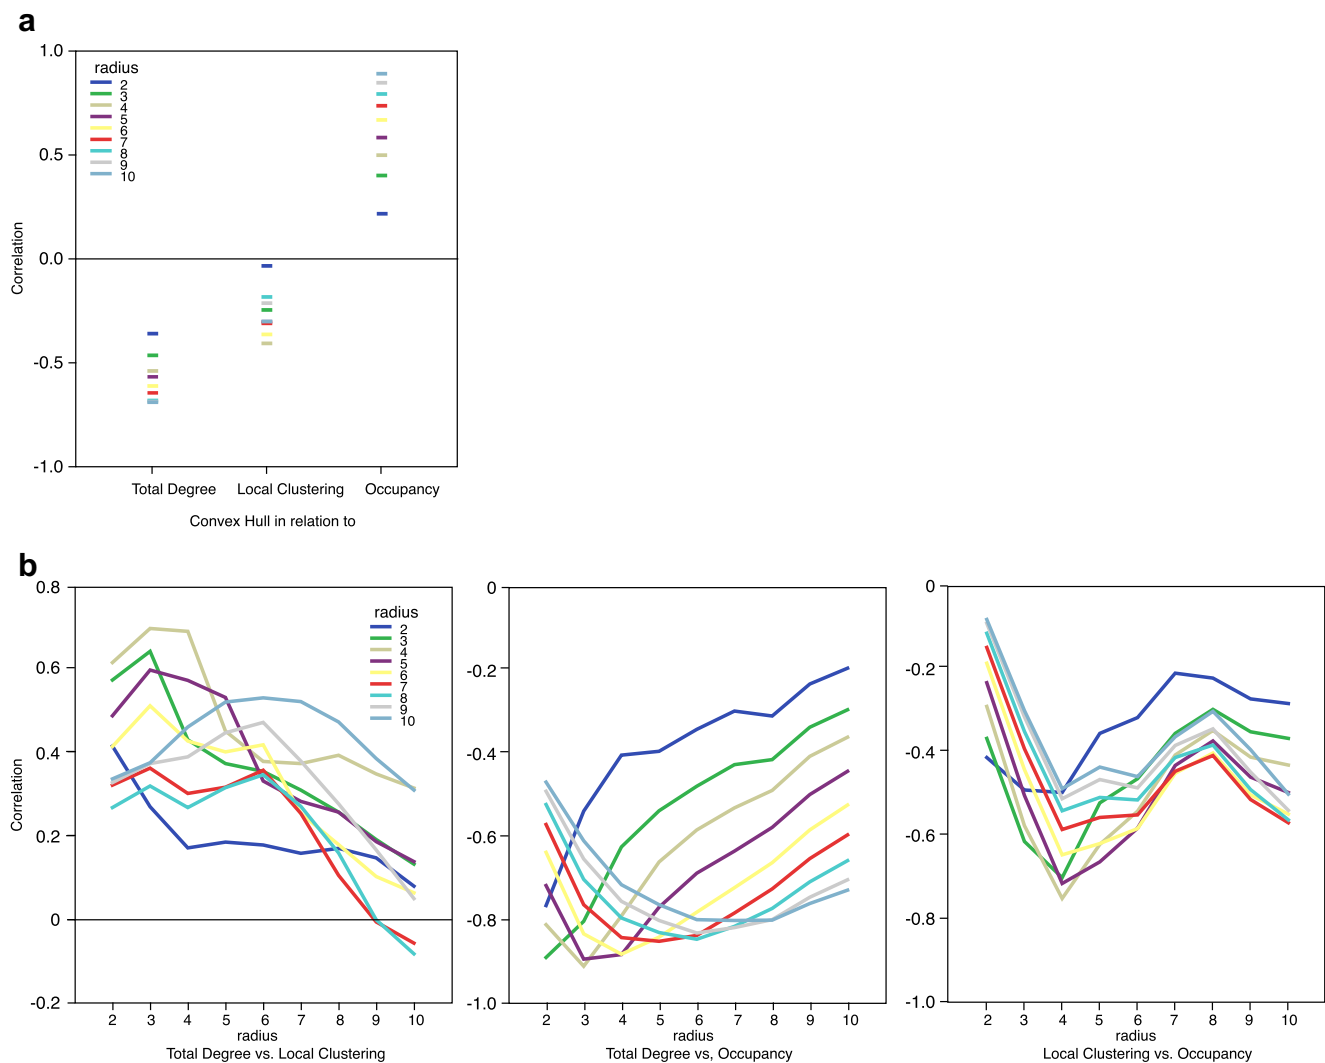 a
1.0
radius
2
3
4
5
6
7
8
9
10
0.5
0.0
-0.5
-1.0
Correlation
Total Degree Local Clustering Occupancy
Convex Hull in relation to
b
0.8
0.6
0.4
0.2
0
-0.2
Correlation
radius
2
3
4
5
6
7
8
9
10
2 3 4 5 6 7 8 9 10
radius
Total Degree vs. Local Clustering
0
-0.2
-0.4
-0.6
-0.8
-1.0
2 3 4 5 6 7 8 9 10
radius
Total Degree vs, Occupancy
0
-0.2
-0.4
-0.6
-0.8
-1.0
2 3 4 5 6 7 8 9 10
radius
Local Clustering vs. Occupancy